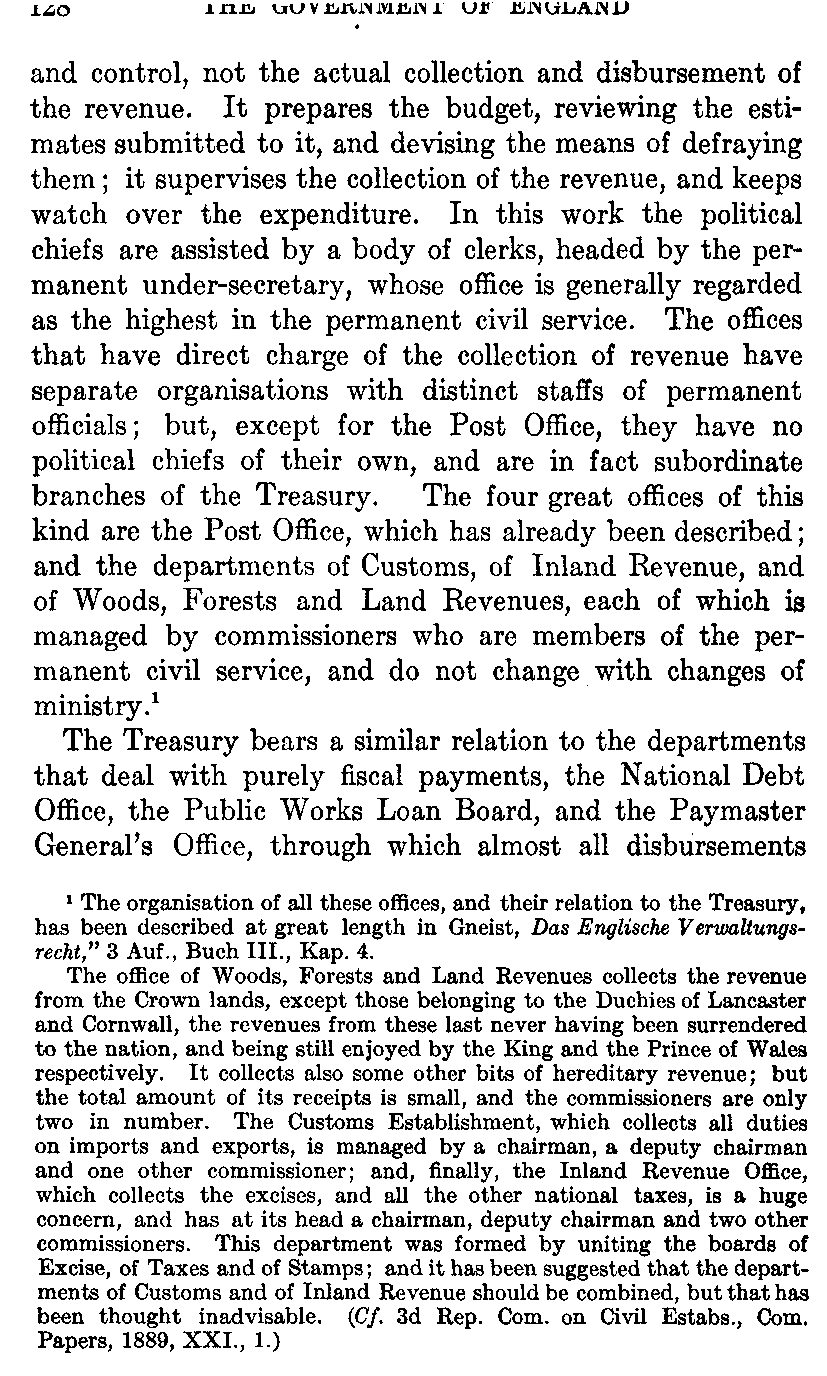 128 THE GOVERNMENT OF ENGLAND
and control, not the actual collection and disbursement of
the revenue. It prepares the budget, reviewing the esti-
mates submitted to it, and devising the means of defraying
them; it supervises the collection of the revenue, and keeps
watch over the expenditure. In this work the political
chiefs are assisted by a body of clerks, headed by the per-
manent under-secretary, whose office is generally regarded
as the highest in the permanent civil service. The offices
that have direct charge of the collection of revenue have
separate organisations with distinct staffs of permanent
officials; but, except for the Post Office, they have no
political chiefs of their own, and are in fact subordinate
branches of the Treasury. The four great offices of this
kind are the Post Office, which has already been described;
and the departments of Customs, of Inland Revenue, and
of Woods, Forests and Land Revenues, each of which is
managed by commissioners who are members of the per-
manent civil service, and do not change with changes of
ministry.¹
The Treasury bears a similar relation to the departments
that deal with purely fiscal payments, the National Debt
Office, the Public Works Loan Board, and the Paymaster
General's Office, through which almost all disbursements
¹ The organisation of all these offices, and their relation to the Treasury,
has been described at great length in Gneist, Das Englische Verwaltungs-
recht," 3 Auf., Buch III., Kap. 4.
The office of Woods, Forests and Land Revenues collects the revenue
from the Crown lands, except those belonging to the Duchies of Lancaster
and Cornwall, the revenues from these last never having been surrendered
to the nation, and being still enjoyed by the King and the Prince of Wales
respectively. It collects also some other bits of hereditary revenue; but
the total amount of its receipts is small, and the commissioners are only
two in number. The Customs Establishment, which collects all duties
on imports and exports, is managed by a chairman, a deputy chairman
and one other commissioner; and, finally, the Inland Revenue Office,
which collects the excises, and all the other national taxes, is a huge
concern, and has at its head a chairman, deputy chairman and two other
commissioners. This department was formed by uniting the boards of
Excise, of Taxes and of Stamps; and it has been suggested that the depart-
ments of Customs and of Inland Revenue should be combined, but that has
been thought inadvisable. (Cf. 3d Rep. Com. on Civil Estabs., Com.
Papers, 1889, XXI., 1.)